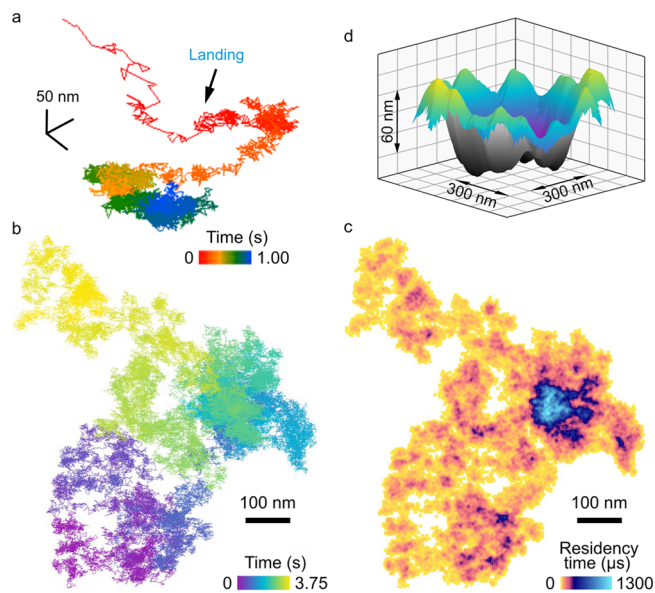 a
Landing
50 nm
Time (s)
0 1.00
d
60 nm
300 nm 300 nm
b
100 nm
Time (s)
0 3.75
c
100 nm
Residency
time (µs)
0 1300